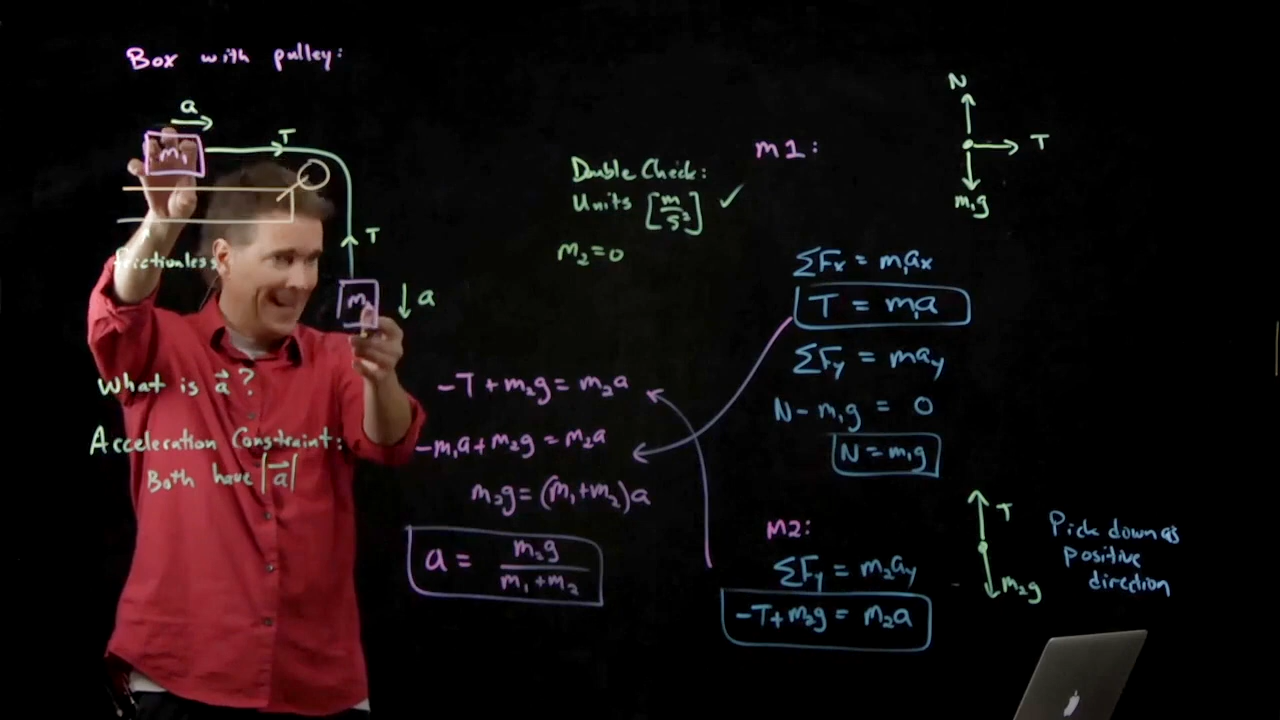 Box with pulley:
a
m₁
T
T
frictionless
m₂
a
What is a⃗ ?
Acceleration Constraint:
Both have |a⃗|
Double Check:
Units [m/s²] ✓
m₂=0
-T+m₂g = m₂a
-m₁a+m₂g = m₂a
m₂g = (m₁+m₂)a
a = m₂g / m₁+m₂
m1:
N
T
m₁g
ΣFx = m₁ax
T = m₁a
ΣFy = may
N-m₁g = 0
N = m₁g
M2:
ΣFy = m₂ay
-T+m₂g = m₂a
T
m₂g
Pick down as
positive
direction